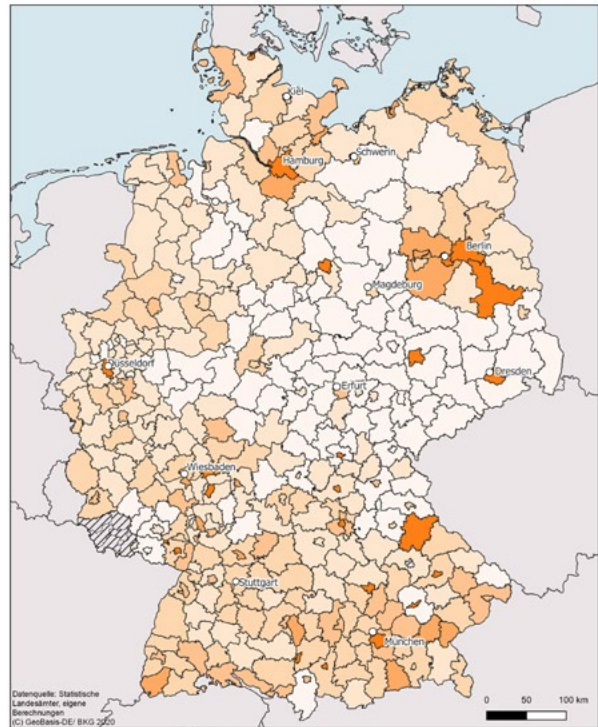 Kiel
Schwerin
Hamburg
Berlin
Magdeburg
Düsseldorf
Dresden
Erfurt
Wiesbaden
Stuttgart
München
Datenquelle: Statistische
Landesämter, eigene
Berechnungen
(C) GeoBasis-DE/ BKG 2020
0 50 100 km